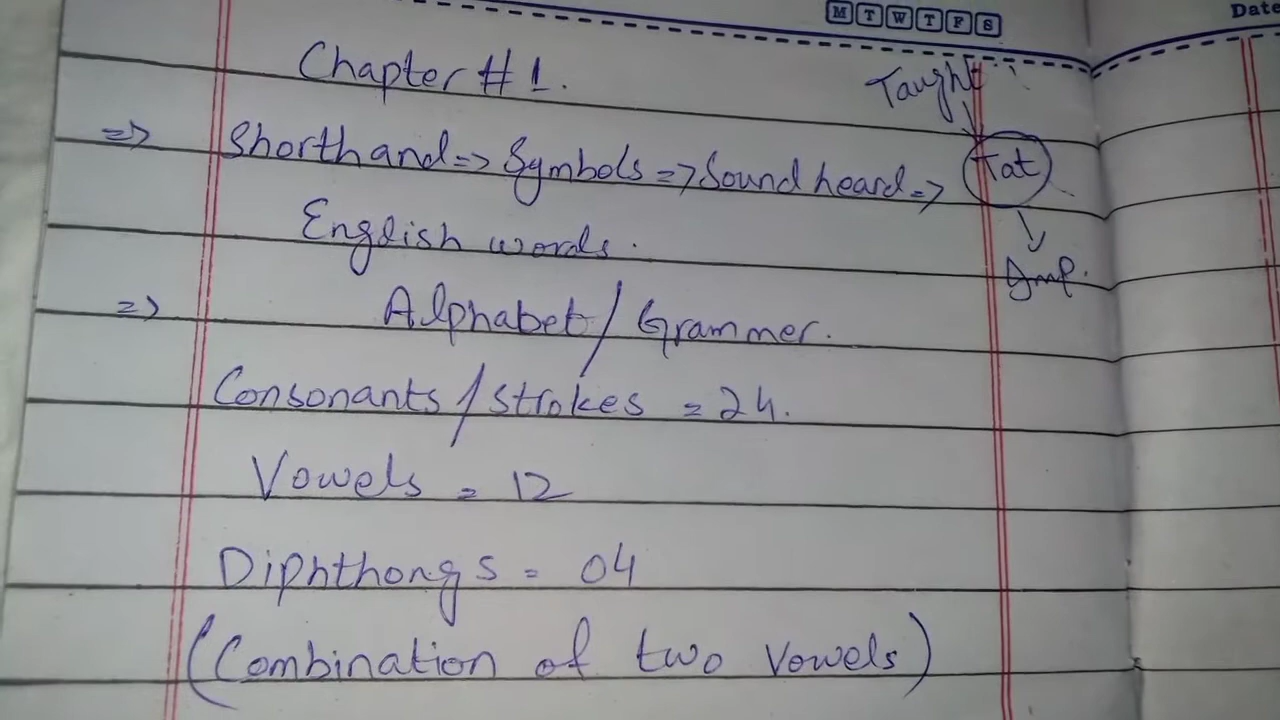 M T W T F S
Date
Chapter # 1.
Taught
=> Shorthand => Symbols => Sound heard => Tat
English words.
Imp.
=> Alphabet / Grammer.
Consonants / Strokes = 24.
Vowels = 12
Diphthongs = 04
(Combination of two vowels)